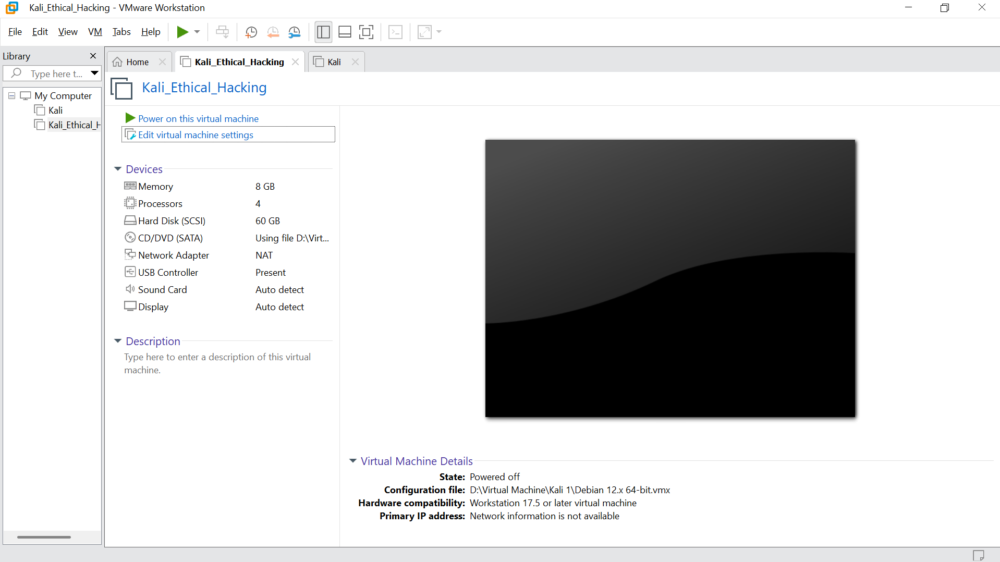 Kali_Ethical_Hacking - VMware Workstation
File Edit View VM Tabs Help
Library
Type here t...
My Computer
Kali
Kali_Ethical_H
Home
Kali_Ethical_Hacking
Kali
Kali_Ethical_Hacking
Power on this virtual machine
Edit virtual machine settings
Devices
Memory 8 GB
Processors 4
Hard Disk (SCSI) 60 GB
CD/DVD (SATA) Using file D:\Virt...
Network Adapter NAT
USB Controller Present
Sound Card Auto detect
Display Auto detect
Description
Type here to enter a description of this virtual
machine.
Virtual Machine Details
State: Powered off
Configuration file: D:\Virtual Machine\Kali 1\Debian 12.x 64-bit.vmx
Hardware compatibility: Workstation 17.5 or later virtual machine
Primary IP address: Network information is not available